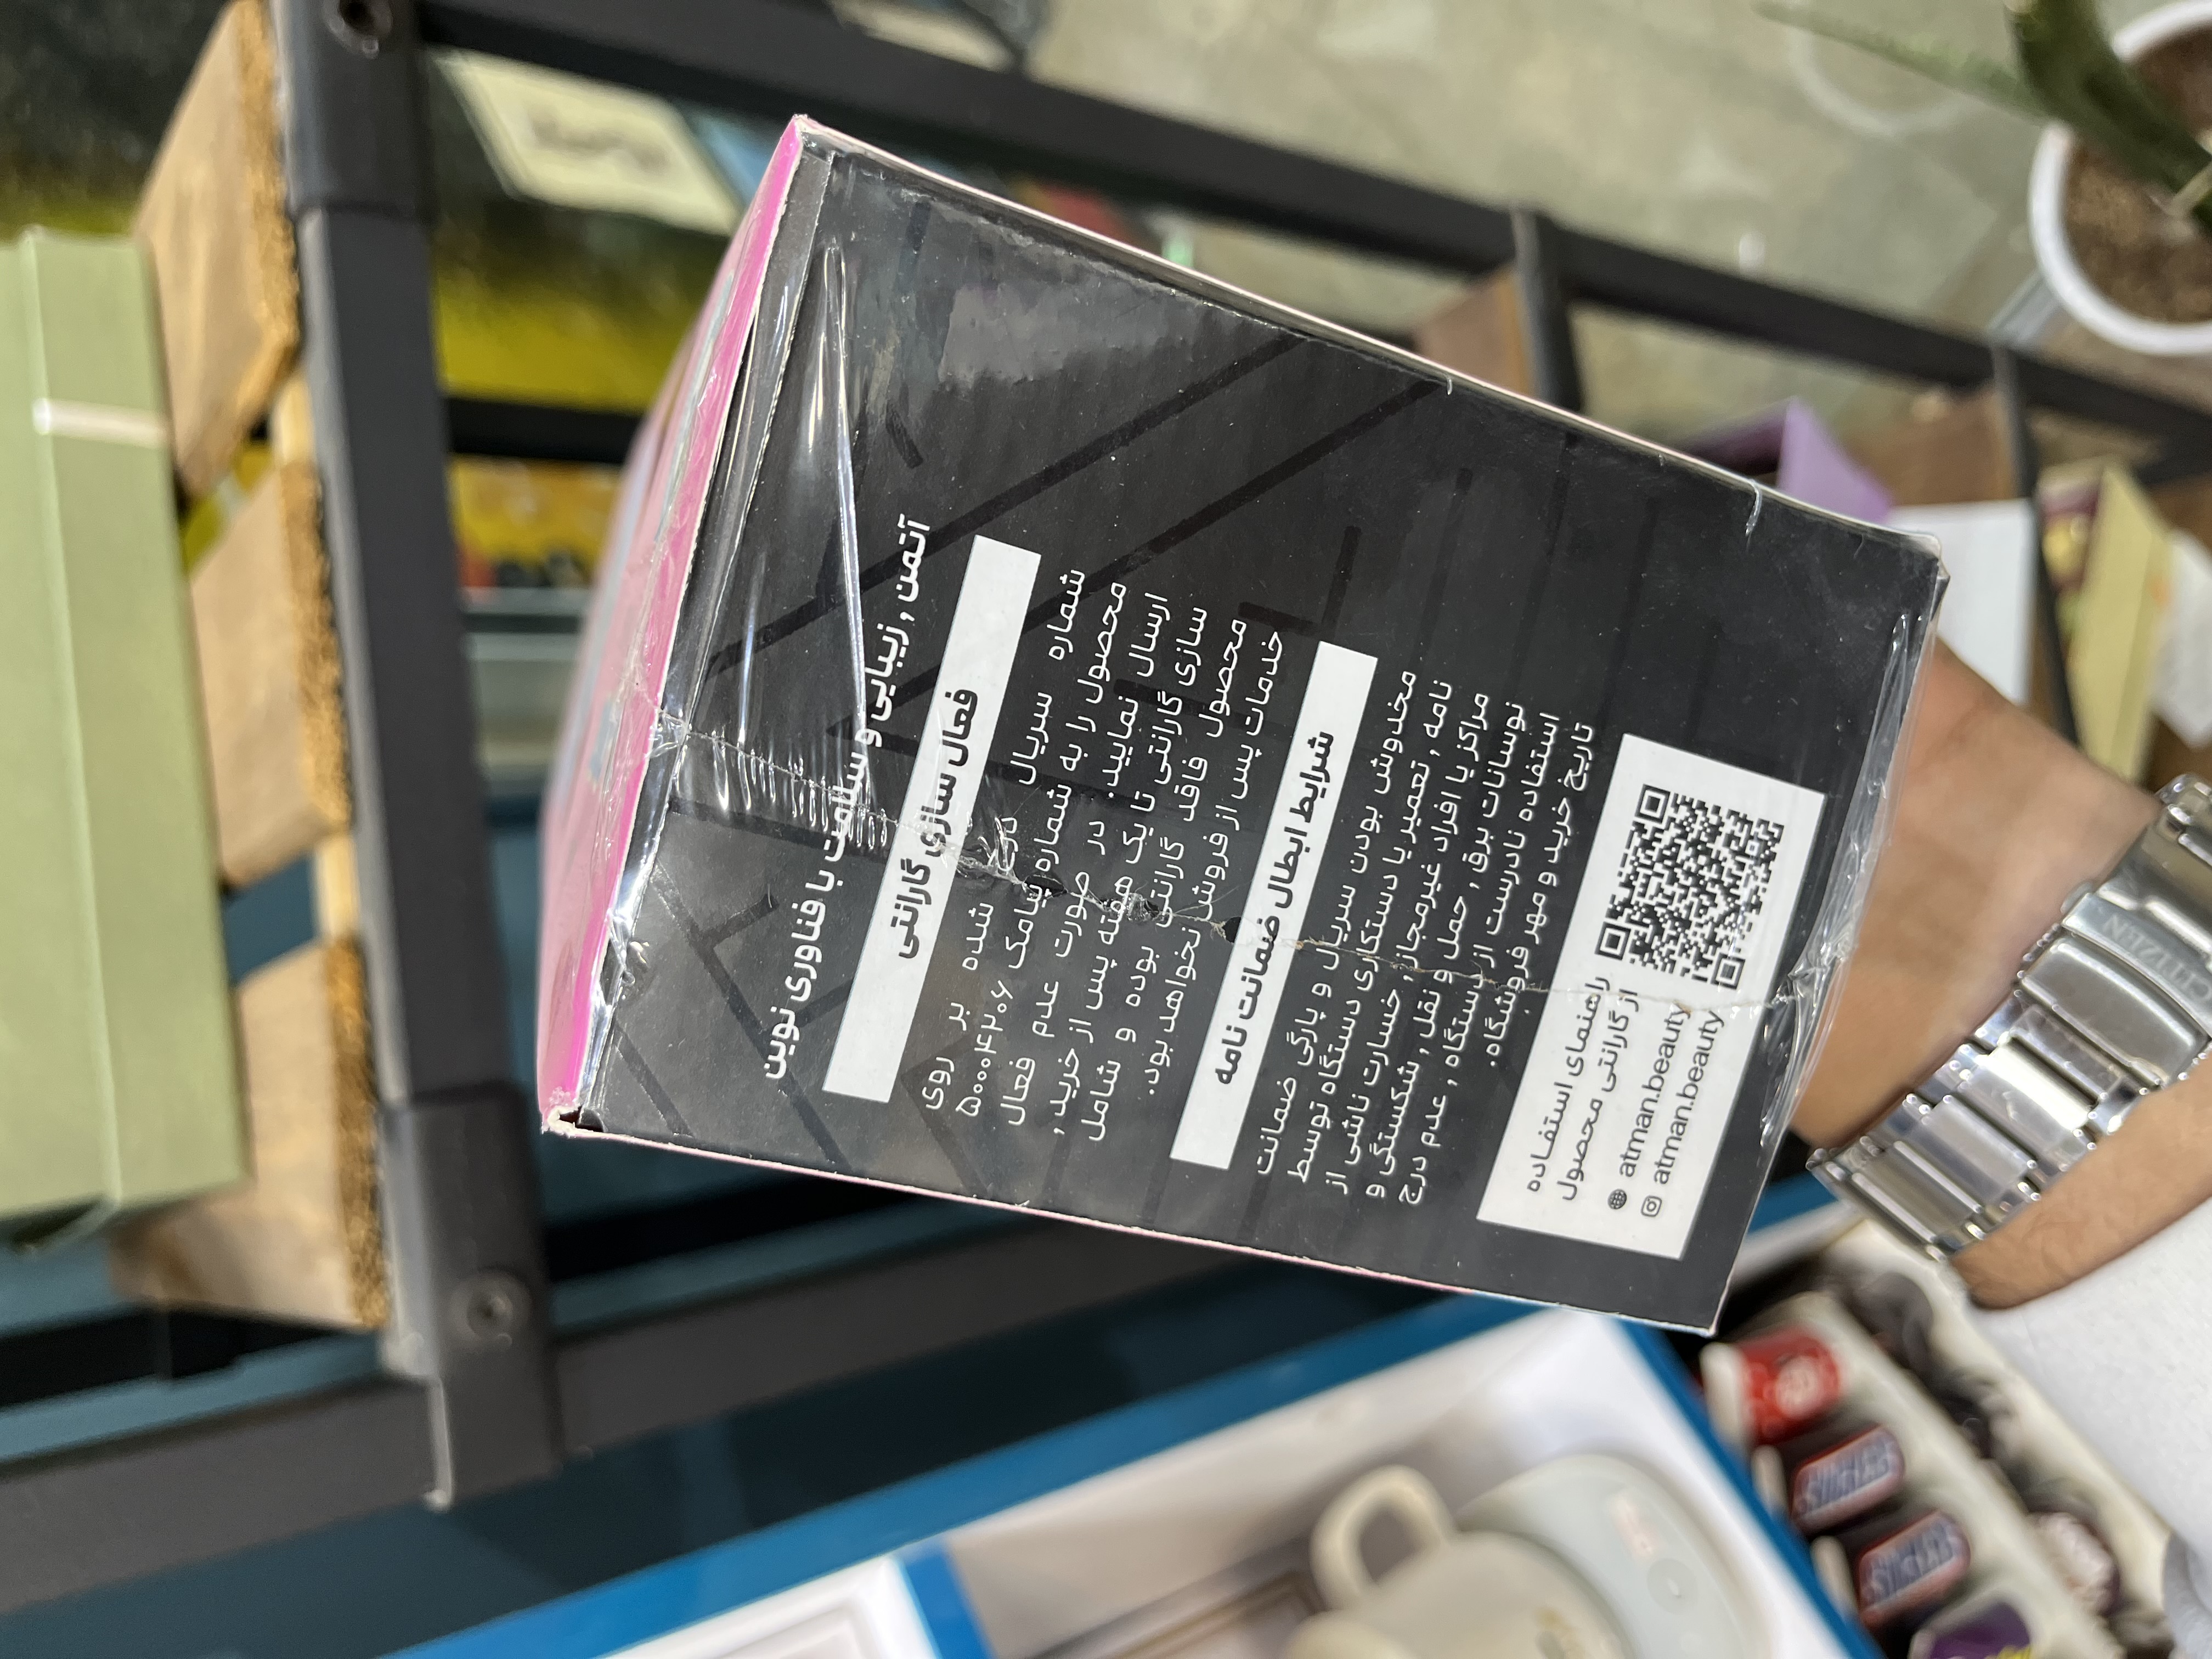 آتمن , زیبایی و سلامت با فناوری نوین
فعال سازی گارانتی
شماره سریال درج شده بر روی
محصول را به شماره پیامک ۵۰۰۰۴۲۰۶
ارسال نمایید. در صورت عدم فعال
سازی گارانتی تا یک هفته پس از خرید ,
محصول فاقد گارانتی بوده و شامل
خدمات پس از فروش نخواهد بود.
شرایط ابطال ضمانت نامه
مخدوش بودن سریال و پارگی ضمانت
نامه , تعمیر یا دستکاری دستگاه توسط
مراکز یا افراد غیرمجاز , خسارت ناشی از
نوسانات برق , حمل و نقل , شکستگی و
استفاده نادرست از دستگاه , عدم درج
تاریخ خرید و مهر فروشگاه.
راهنمای استفاده
از گارانتی محصول
atman.beauty
atman.beauty
CITIZEN